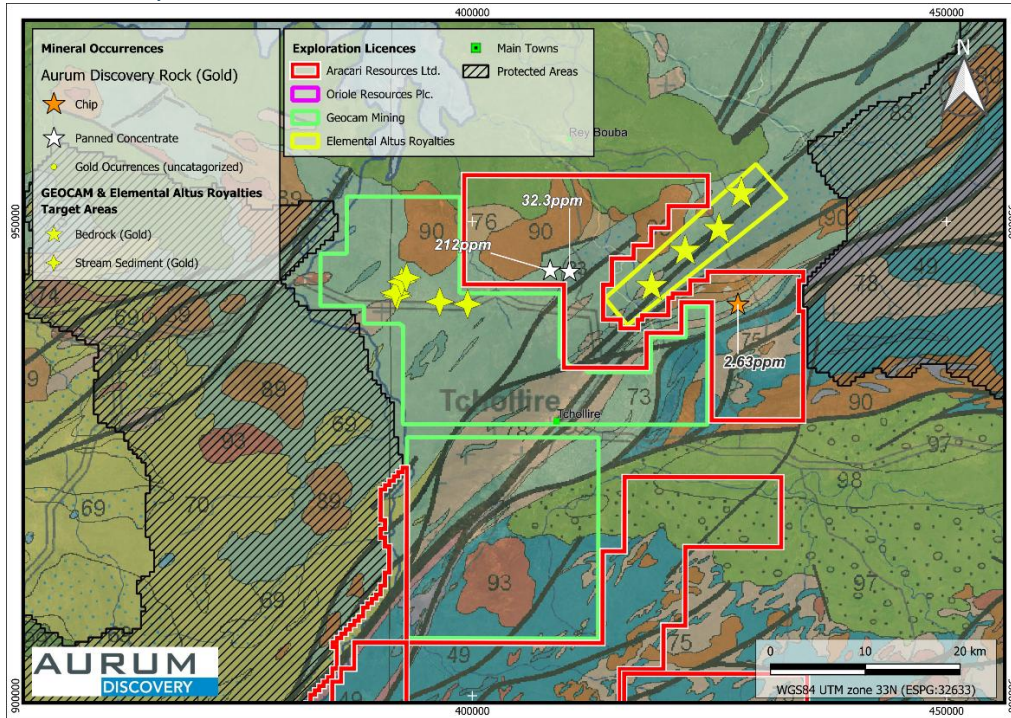 400000
450000
Mineral Occurrences
Aurum Discovery Rock (Gold)
Chip
Panned Concentrate
Gold Ocurrences (uncatagorized)
GEOCAM & Elemental Altus Royalties
Target Areas
Bedrock (Gold)
Stream Sediment (Gold)
Exploration Licences
Aracari Resources Ltd.
Oriole Resources Plc.
Geocam Mining
Elemental Altus Royalties
Main Towns
Protected Areas
N
Rey Bouba
950000
32.3ppm
212ppm
76
90
90
90
78
2.63ppm
Tchollire
Tchollire
73
78
90
97
98
97
74
69
89
69
93
69
70
89
69
93
49
75
AURUM
DISCOVERY
0 10 20 km
WGS84 UTM zone 33N (ESPG:32633)
900000
400000
450000